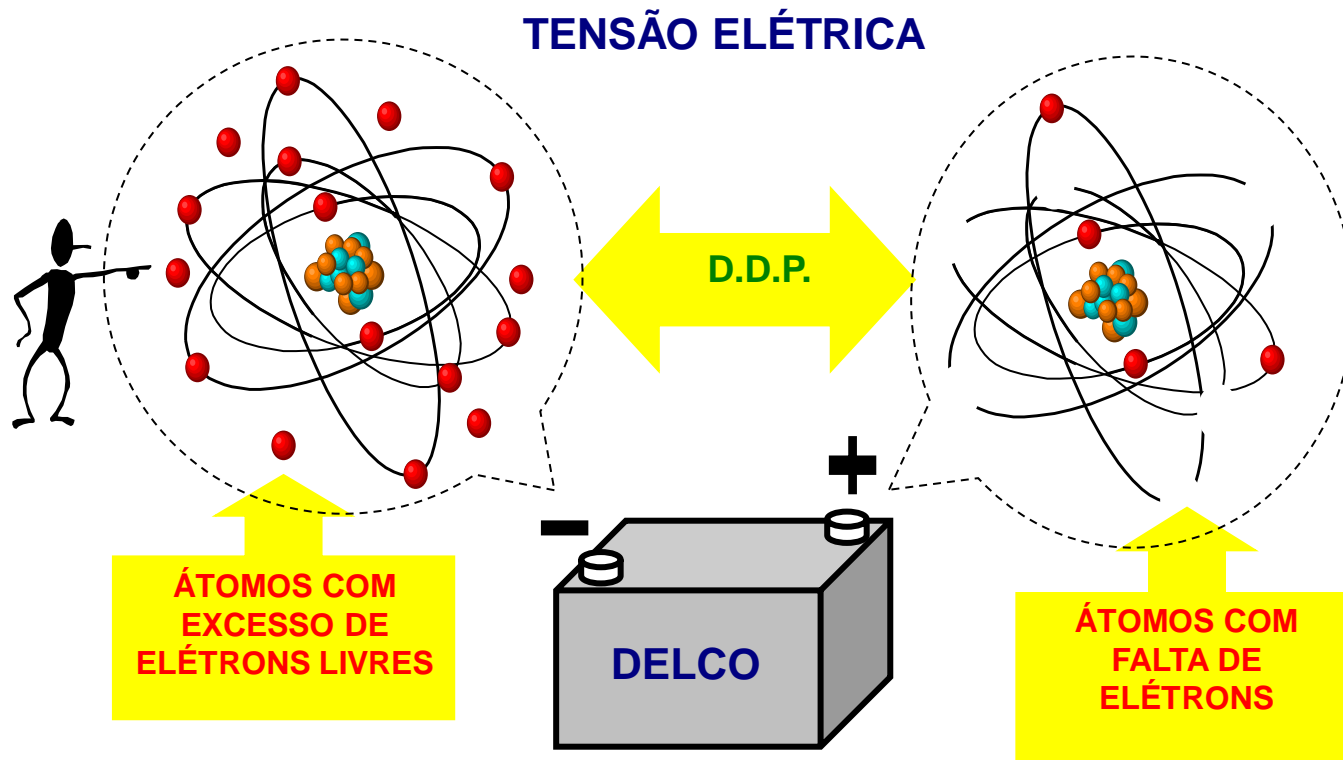 TENSÃO ELÉTRICA
D.D.P.
+
-
ÁTOMOS COM
EXCESSO DE
ELÉTRONS LIVRES
DELCO
ÁTOMOS COM
FALTA DE
ELÉTRONS